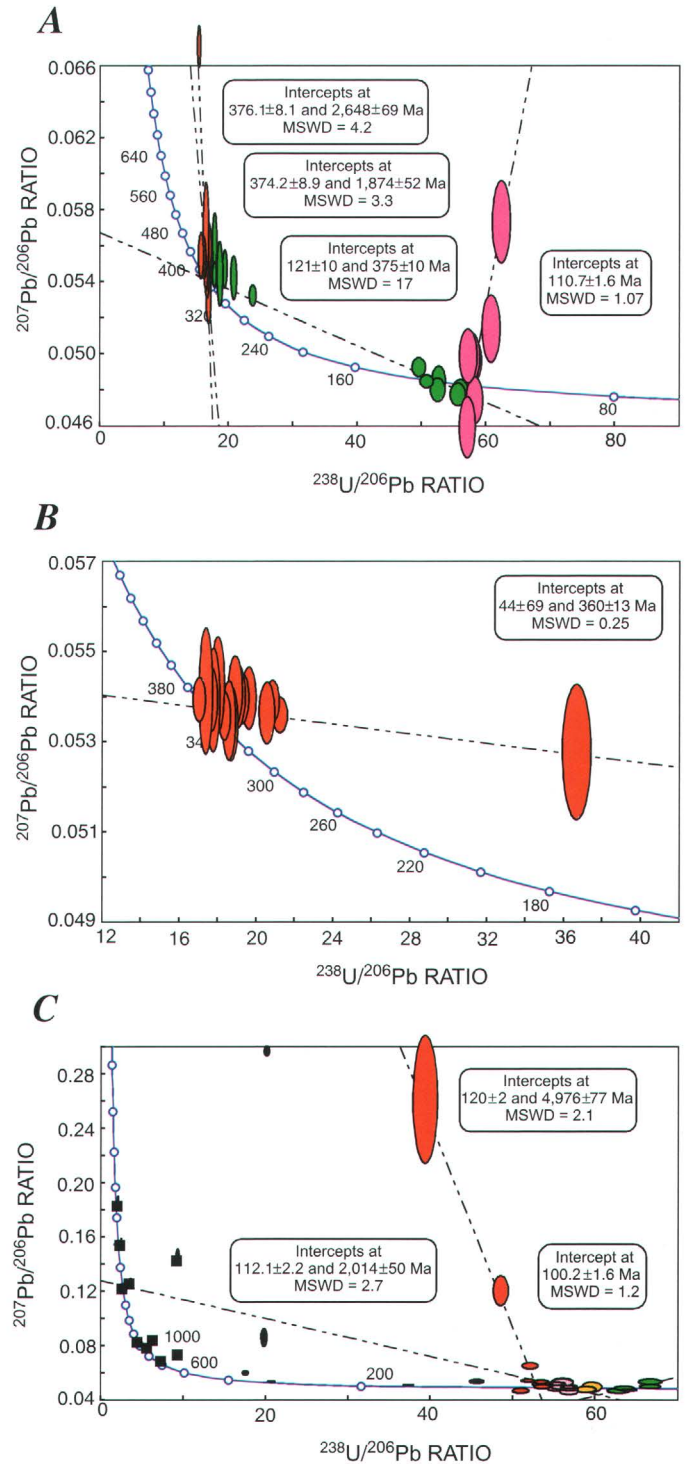 A
0.066
0.062
0.058
0.054
0.050
0.046
207Pb/206Pb RATIO
640
560
480
400
320
240
160
80
Intercepts at
376.1±8.1 and 2,648±69 Ma
MSWD = 4.2
Intercepts at
374.2±8.9 and 1,874±52 Ma
MSWD = 3.3
Intercepts at
121±10 and 375±10 Ma
MSWD = 17
Intercepts at
110.7±1.6 Ma
MSWD = 1.07
0 20 40 60 80
238U/206Pb RATIO
B
0.057
0.055
0.053
0.051
0.049
207Pb/206Pb RATIO
380
34
300
260
220
180
Intercepts at
44±69 and 360±13 Ma
MSWD = 0.25
12 16 20 24 28 32 36 40
238U/206Pb RATIO
C
0.28
0.24
0.20
0.16
0.12
0.08
0.04
207Pb/206Pb RATIO
Intercepts at
120±2 and 4,976±77 Ma
MSWD = 2.1
Intercepts at
112.1±2.2 and 2,014±50 Ma
MSWD = 2.7
Intercept at
100.2±1.6 Ma
MSWD = 1.2
1000
600
200
0 20 40 60
238U/206Pb RATIO